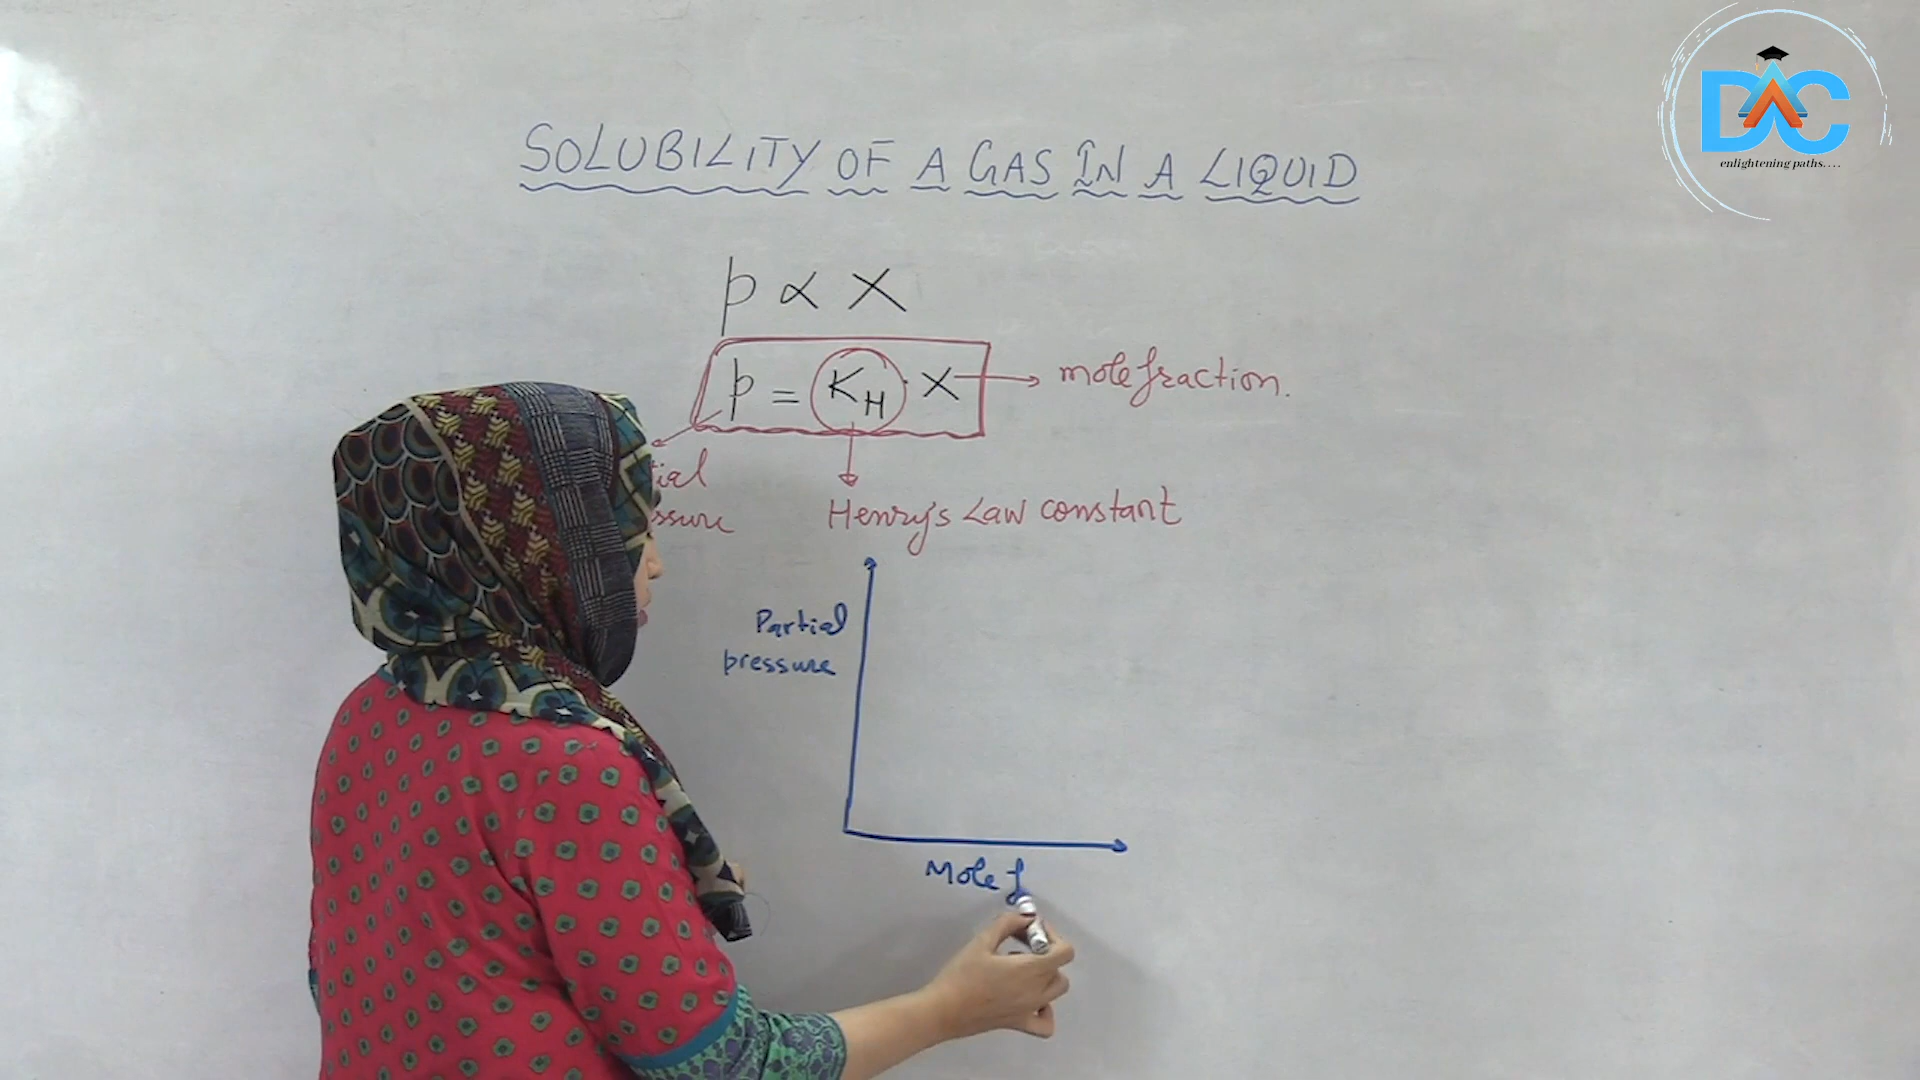 DAC
enlightening paths....
SOLUBILITY OF A GAS IN A LIQUID
p ∝ X
p = KH · X
mole fraction.
Henry's Law constant
Partial
pressure
Mole f